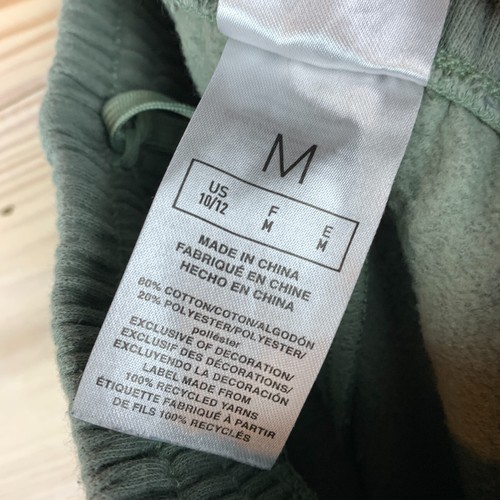 M
US F E
10/12 M M
MADE IN CHINA
FABRIQUÉ EN CHINE
HECHO EN CHINA
80% COTTON/COTON/ALGODÓN
20% POLYESTER/POLYESTER/
poliéster
EXCLUSIVE OF DECORATION/
EXCLUSIF DES DÉCORATIONS/
EXCLUYENDO LA DECORACIÓN
LABEL MADE FROM
100% RECYCLED YARNS
ÉTIQUETTE FABRIQUÉ À PARTIR
DE FILS 100% RECYCLÉS